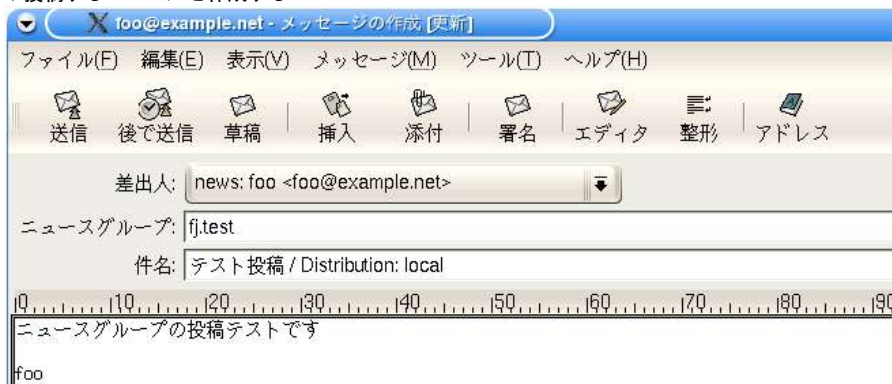 foo@example.net - メッセージの作成 [更新]
ファイル(F) 編集(E) 表示(V) メッセージ(M) ツール(T) ヘルプ(H)
送信 後で送信 草稿 挿入 添付 署名 エディタ 整形 アドレス
差出人: news: foo <foo@example.net>
ニュースグループ: fj.test
件名: テスト投稿 / Distribution: local
0 10 20 30 40 50 60 70 80 90
ニュースグループの投稿テストです
foo